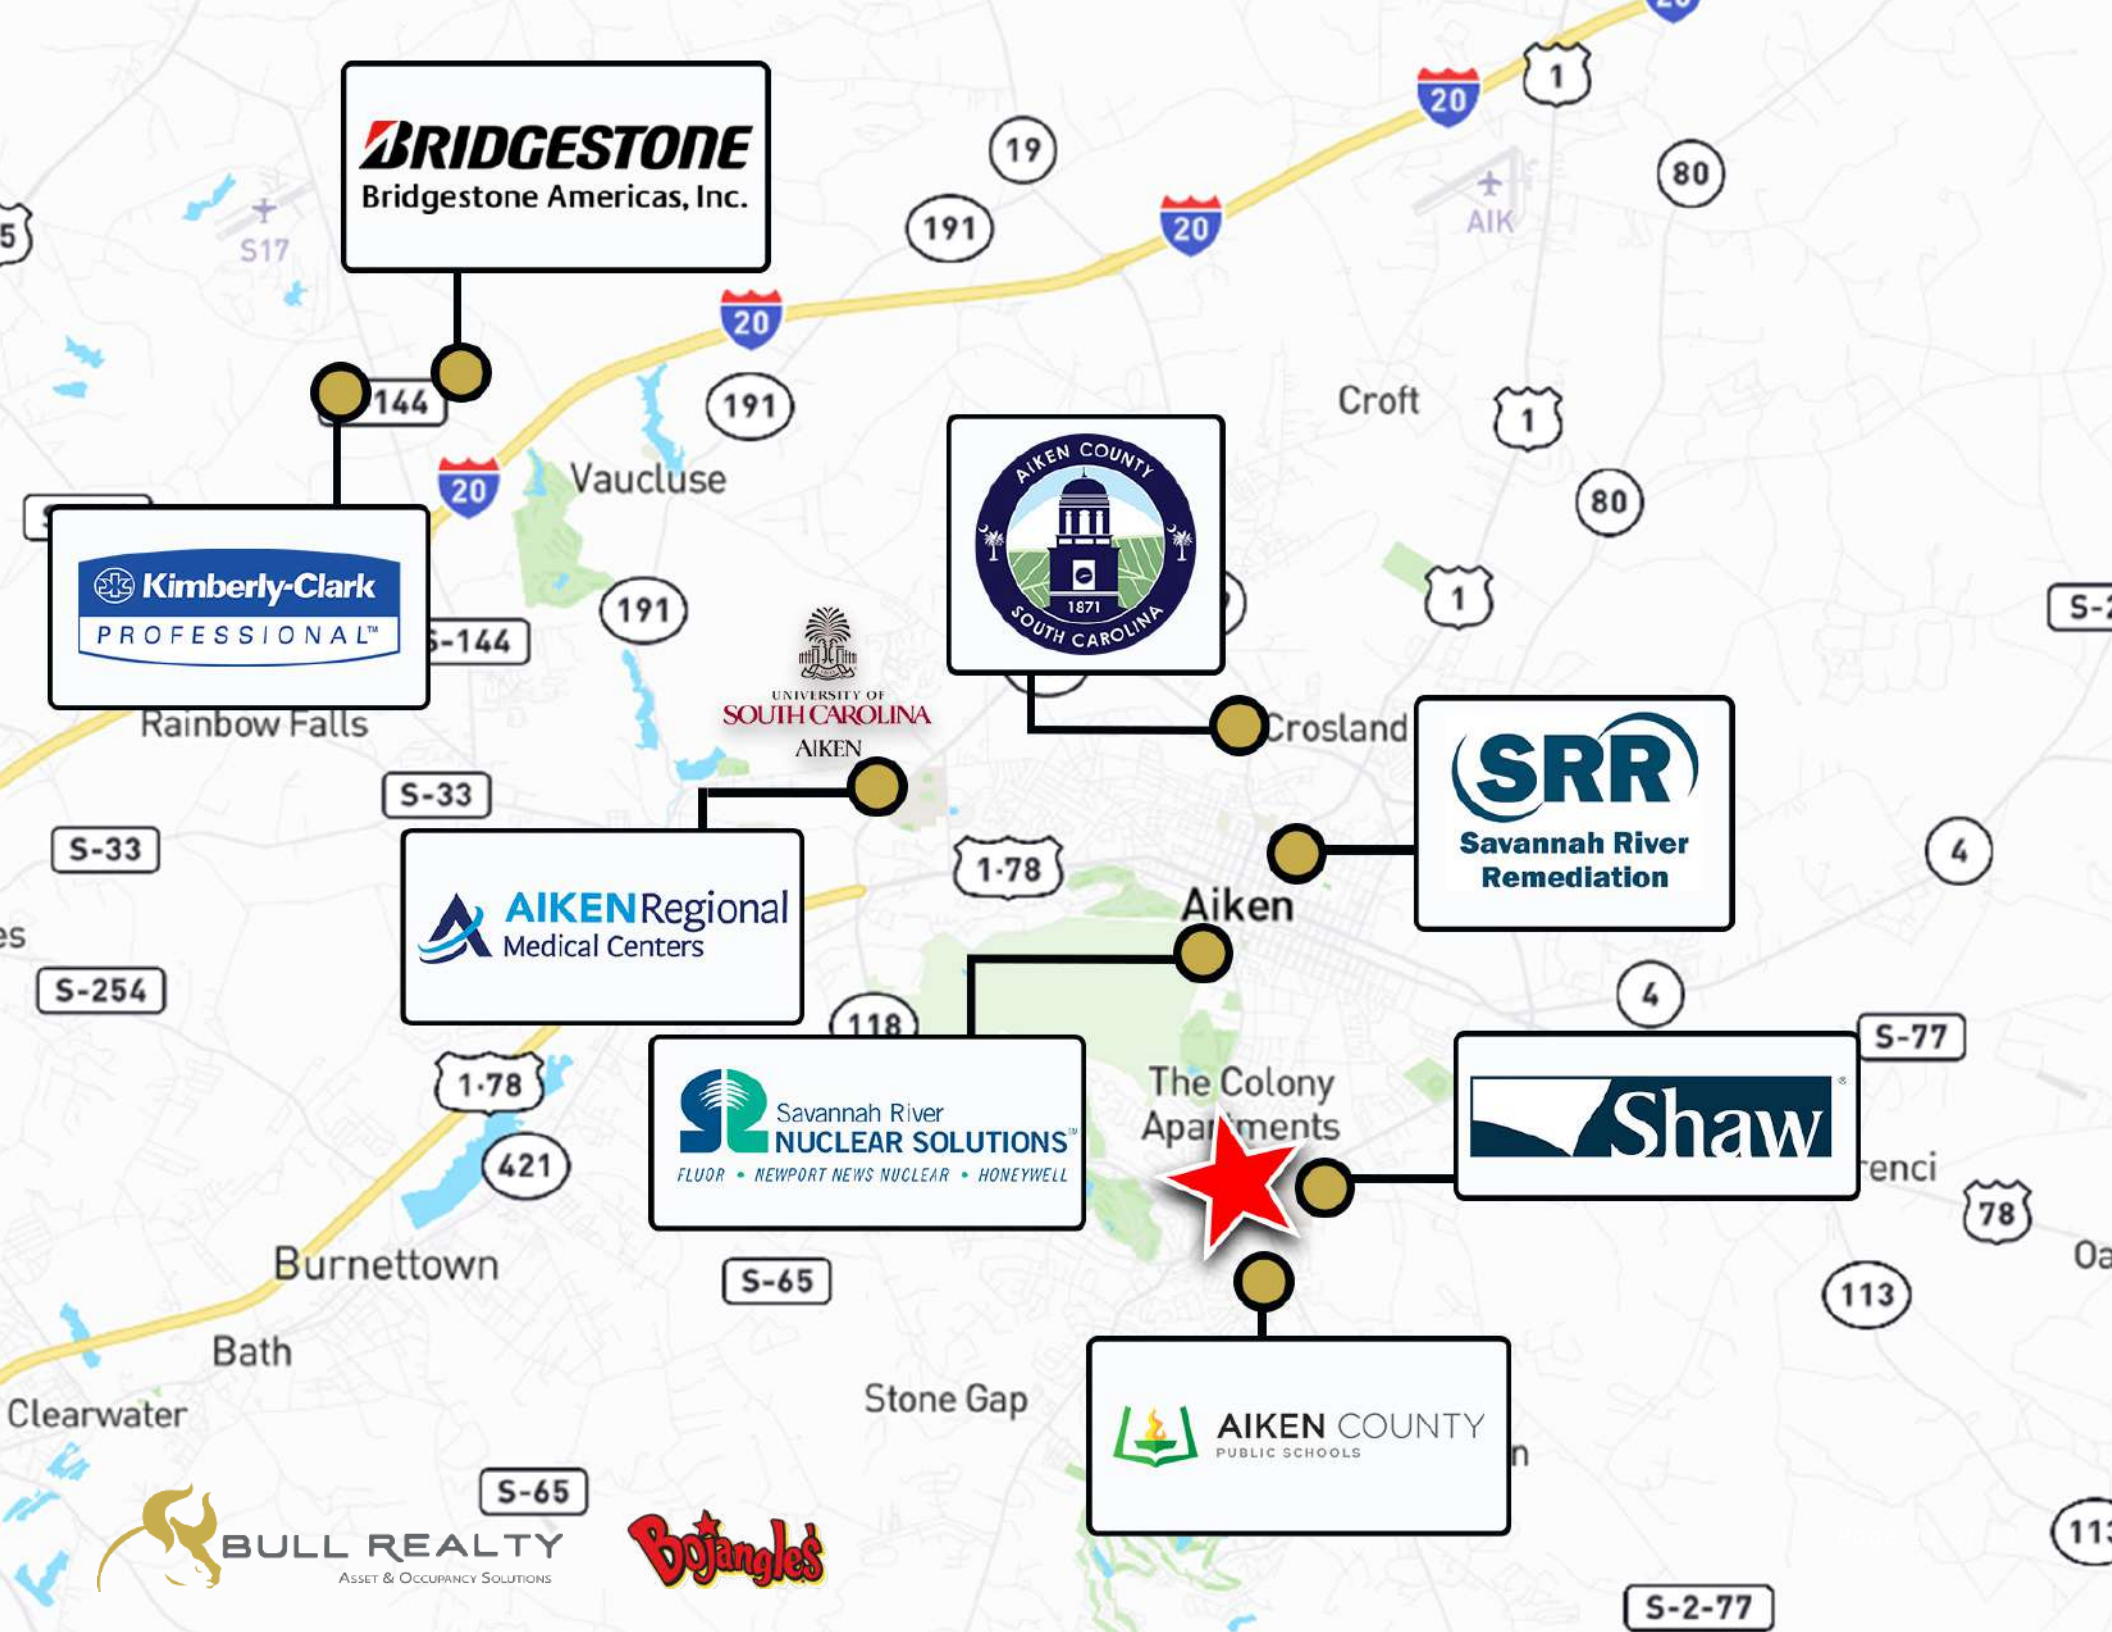 20
1
20
BRIDGESTONE
Bridgestone Americas, Inc.
19
80
AIK
191
20
5
S17
20
144
191
Croft
1
20
Vaucluse
80
AIKEN COUNTY
1871
SOUTH CAROLINA
Kimberly-Clark
PROFESSIONAL™
S-144
191
1
UNIVERSITY OF
SOUTH CAROLINA
AIKEN
Rainbow Falls
Crosland
SRR
Savannah River
Remediation
S-33
S-33
1-78
4
AIKEN Regional
Medical Centers
Aiken
S-254
118
4
S-77
1-78
Savannah River
NUCLEAR SOLUTIONS™
FLUOR • NEWPORT NEWS NUCLEAR • HONEYWELL
The Colony
Apartments
Shaw®
421
78
Burnettown
S-65
113
Bath
Clearwater
Stone Gap
AIKEN COUNTY
PUBLIC SCHOOLS
S-65
BULL REALTY
ASSET & OCCUPANCY SOLUTIONS
Bojangles'
S-2-77